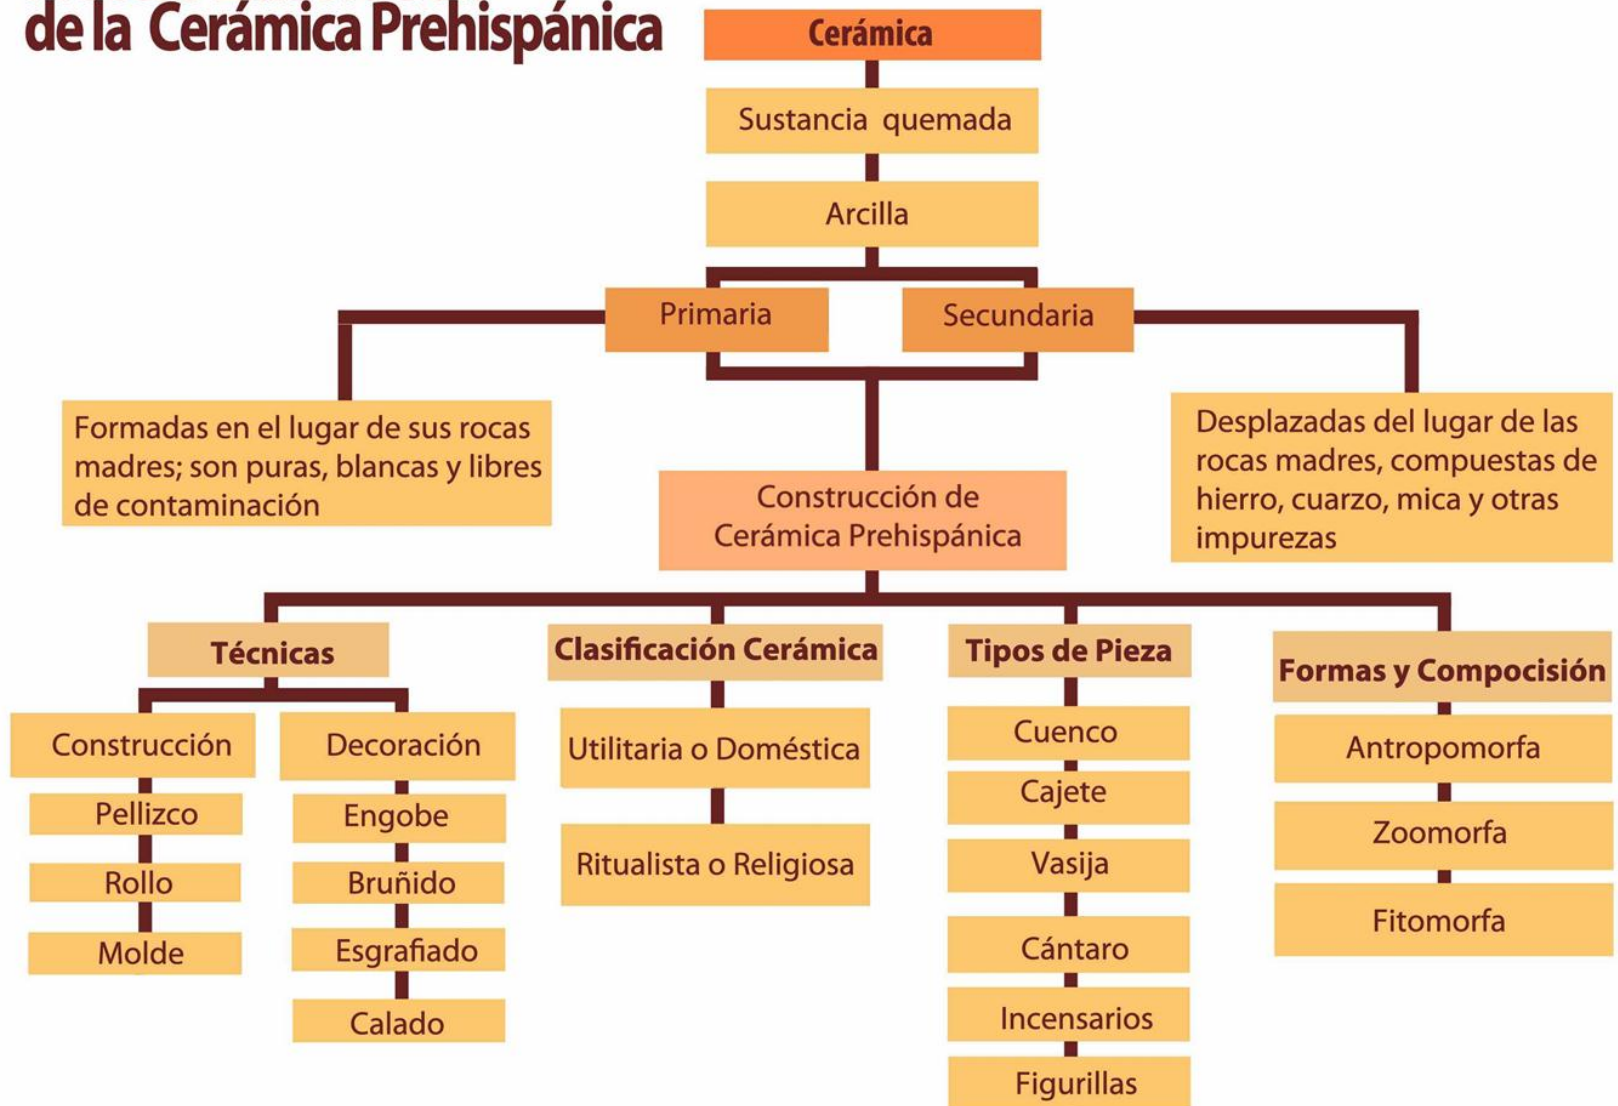 de la Cerámica Prehispánica
Cerámica
Sustancia quemada
Arcilla
Primaria
Secundaria
Formadas en el lugar de sus rocas
madres; son puras, blancas y libres
de contaminación
Desplazadas del lugar de las
rocas madres, compuestas de
hierro, cuarzo, mica y otras
impurezas
Construcción de
Cerámica Prehispánica
Técnicas
Construcción
Pellizco
Rollo
Molde
Decoración
Engobe
Bruñido
Esgrafiado
Calado
Clasificación Cerámica
Utilitaria o Doméstica
Ritualista o Religiosa
Tipos de Pieza
Cuenco
Cajete
Vasija
Cántaro
Incensarios
Figurillas
Formas y Compocisión
Antropomorfa
Zoomorfa
Fitomorfa